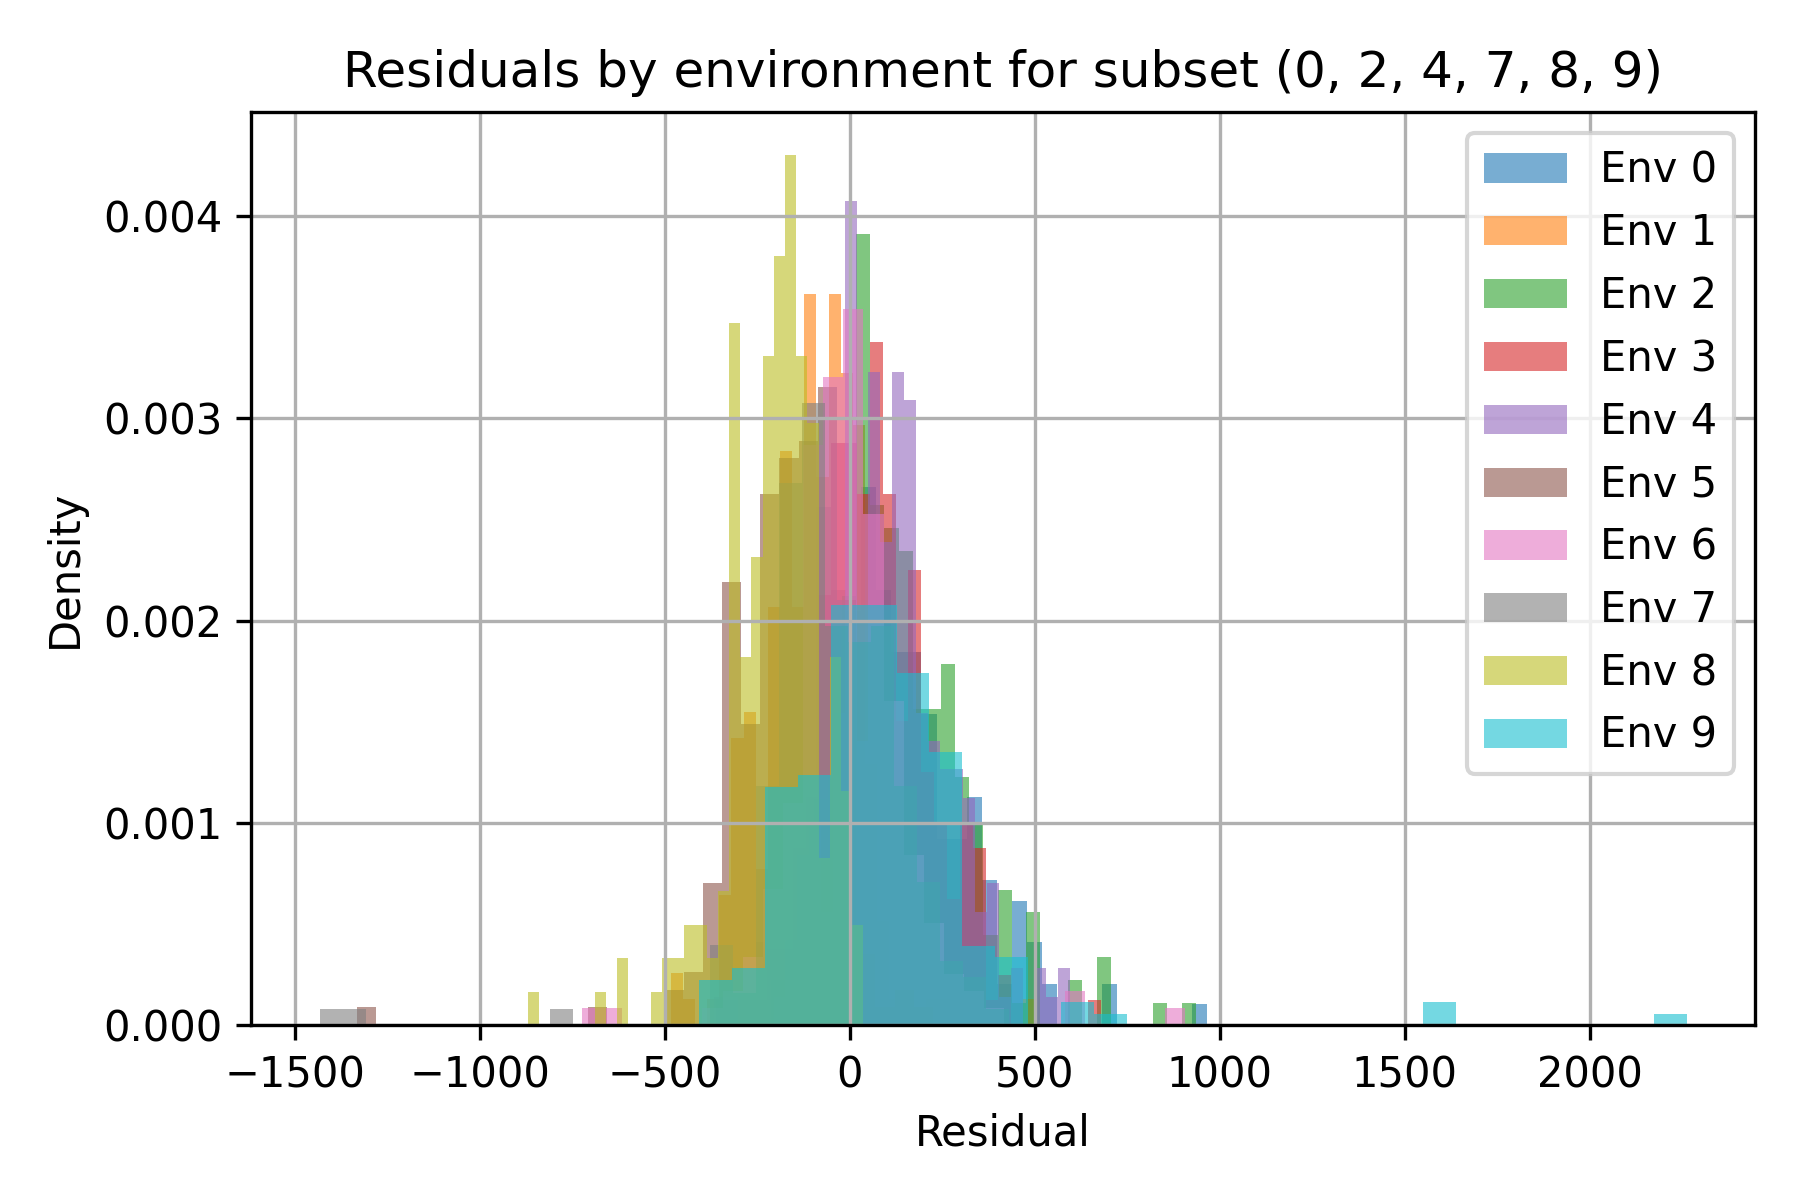 Residuals by environment for subset (0, 2, 4, 7, 8, 9)
Density
0.004
0.003
0.002
0.001
0.000
−1500
−1000
−500
0
500
1000
1500
2000
Residual
Env 0
Env 1
Env 2
Env 3
Env 4
Env 5
Env 6
Env 7
Env 8
Env 9